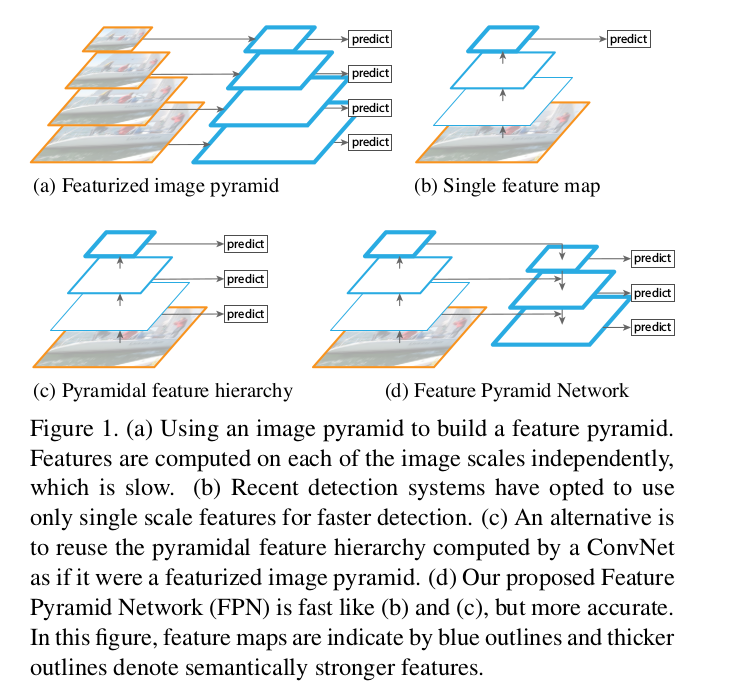 predict
predict
predict
predict
predict
(a) Featurized image pyramid
(b) Single feature map
predict
predict
predict
predict
predict
predict
(c) Pyramidal feature hierarchy
(d) Feature Pyramid Network
Figure 1. (a) Using an image pyramid to build a feature pyramid.
Features are computed on each of the image scales independently,
which is slow. (b) Recent detection systems have opted to use
only single scale features for faster detection. (c) An alternative is
to reuse the pyramidal feature hierarchy computed by a ConvNet
as if it were a featurized image pyramid. (d) Our proposed Feature
Pyramid Network (FPN) is fast like (b) and (c), but more accurate.
In this figure, feature maps are indicate by blue outlines and thicker
outlines denote semantically stronger features.